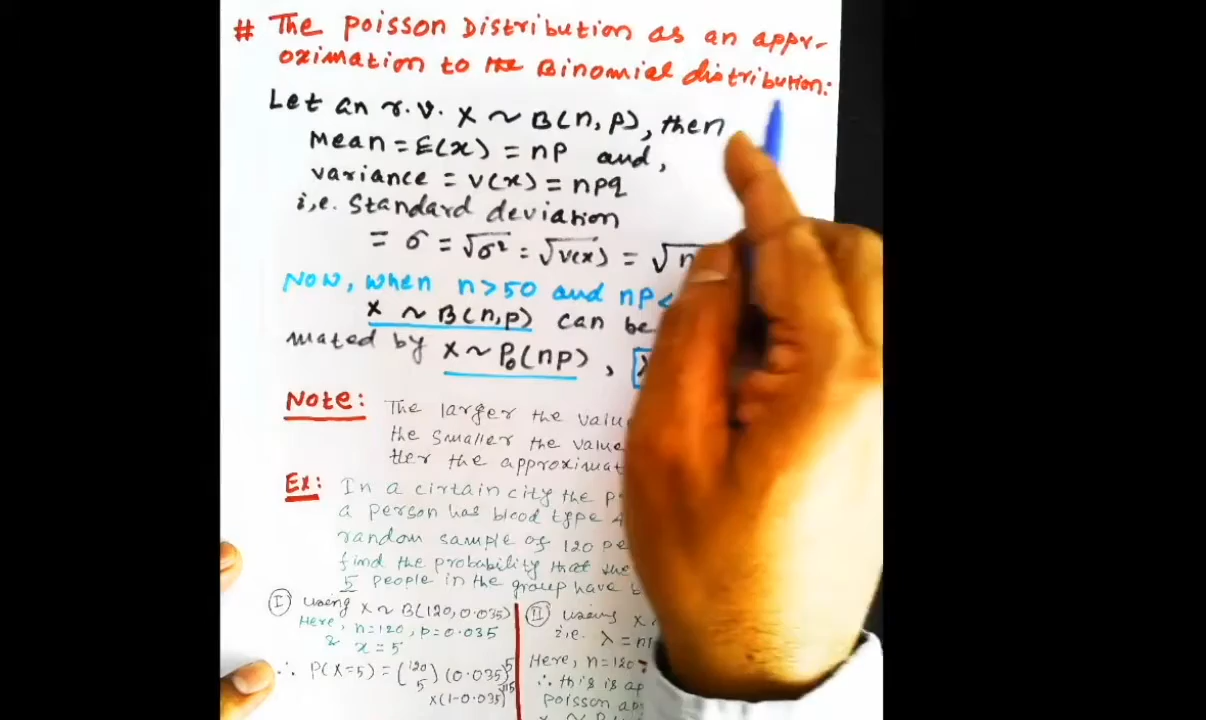 # The Poisson Distribution as an appr-
oximation to the Binomial distribution:
Let an r.v. X ~ B(n, p), then
Mean = E(x) = np and,
variance = V(x) = npq
i,e. Standard deviation
= σ = √σ² = √V(x) = √n
Now, when n>50 and np<
X ~ B(n,p) can be
mated by X ~ Po(np), λ
Note: The larger the valu
the smaller the value
tter the approximat
Ex: In a cirtain city the p
a person has blood type A
random sample of 120 pe
find the probability that
5 people in the group have b
I using X ~ B(120, 0.035)
Here, n=120, p=0.035
& x = 5
∴ P(X=5) = (120 5) (0.035)^5
x(1-0.035)^115
II using X
i.e. λ = n
Here, n=120
∴ this is ap
Poisson ap